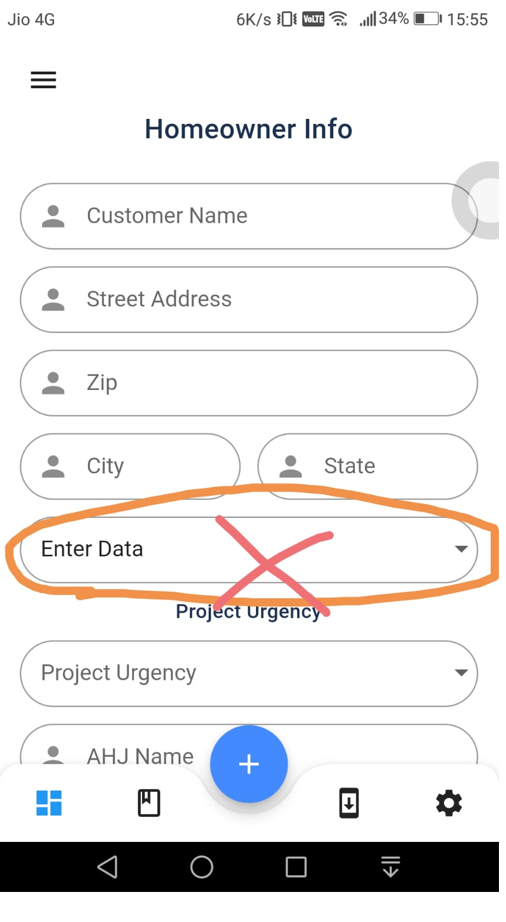 Jio 4G 6K/s VoLTE 34% 15:55
Homeowner Info
Customer Name
Street Address
Zip
City State
Enter Data
Project Urgency
Project Urgency
AHJ Name